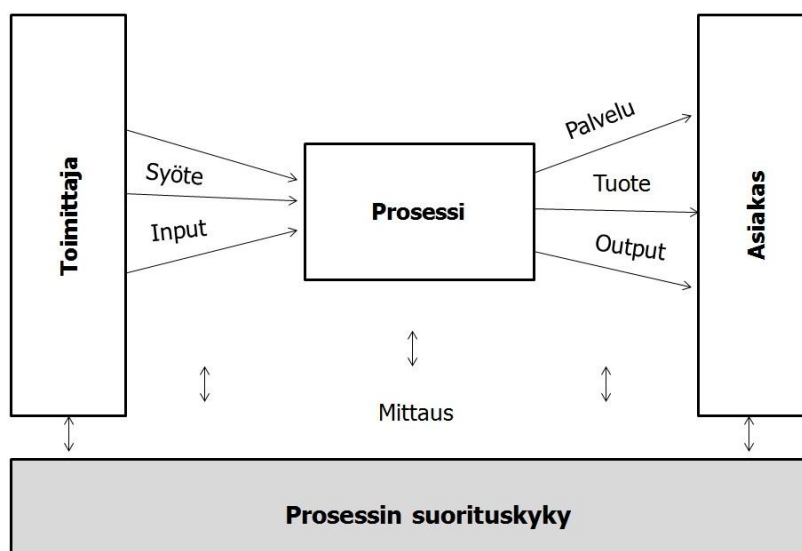 Toimittaja
Syöte
Input
Prosessi
Palvelu
Tuote
Output
Asiakas
Mittaus
Prosessin suorituskyky